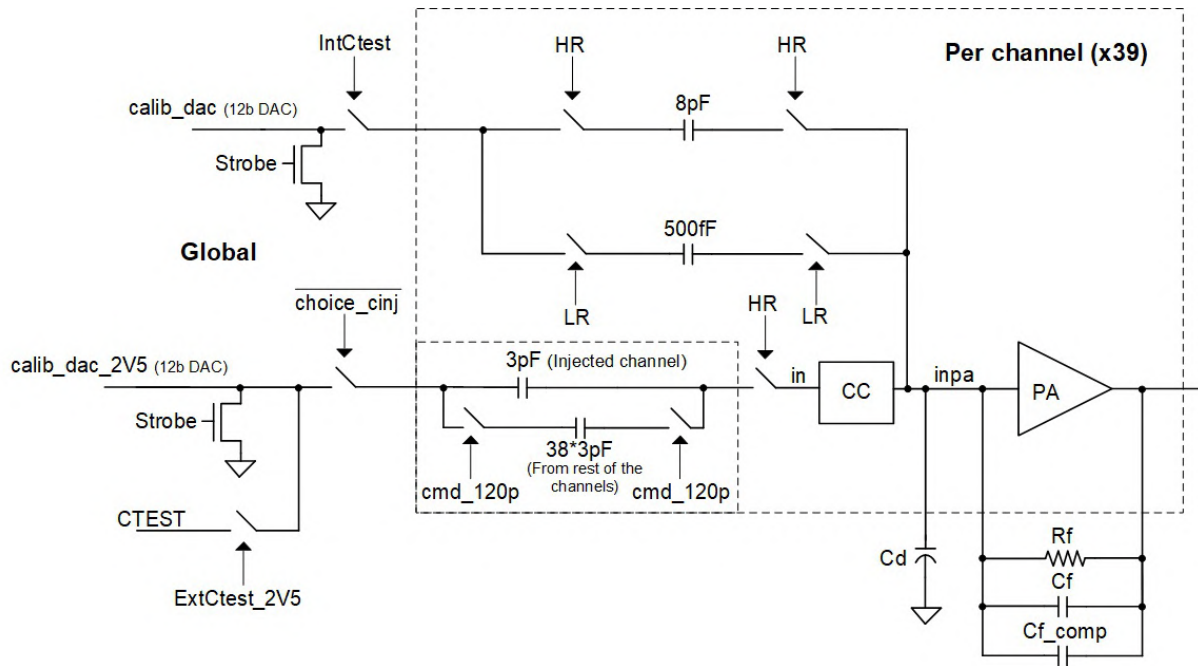 IntCtest
HR
HR
Per channel (x39)
calib_dac (12b DAC)
8pF
Strobe
500fF
Global
choice_cinj
LR
LR
HR
calib_dac_2V5 (12b DAC)
3pF (Injected channel)
in
CC
inpa
PA
Strobe
38*3pF
(From rest of the
channels)
cmd_120p
cmd_120p
CTEST
Rf
Cd
Cf
ExtCtest_2V5
Cf_comp